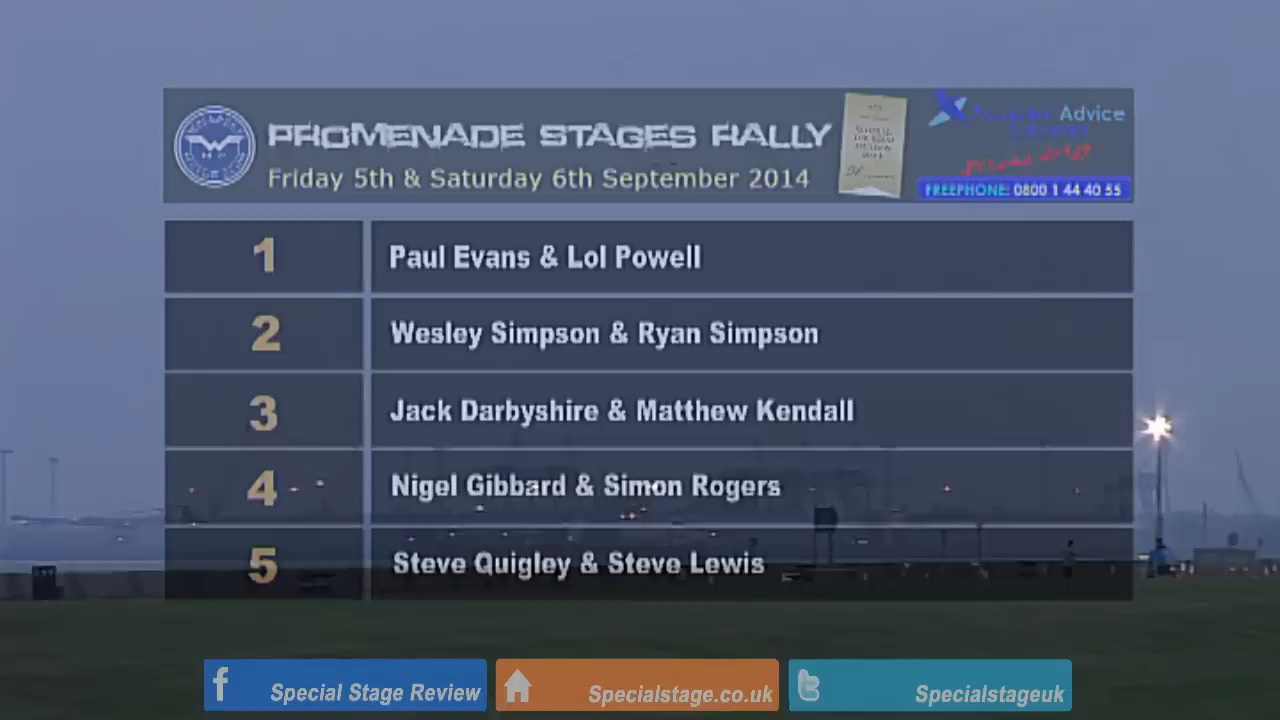 PROMENADE STAGES RALLY
Friday 5th & Saturday 6th September 2014
Advice
FREEPHONE: 0800 1 44 40 55
1 Paul Evans & Lol Powell
2 Wesley Simpson & Ryan Simpson
3 Jack Darbyshire & Matthew Kendall
4 Nigel Gibbard & Simon Rogers
5 Steve Quigley & Steve Lewis
Special Stage Review
Specialstage.co.uk
Specialstageuk